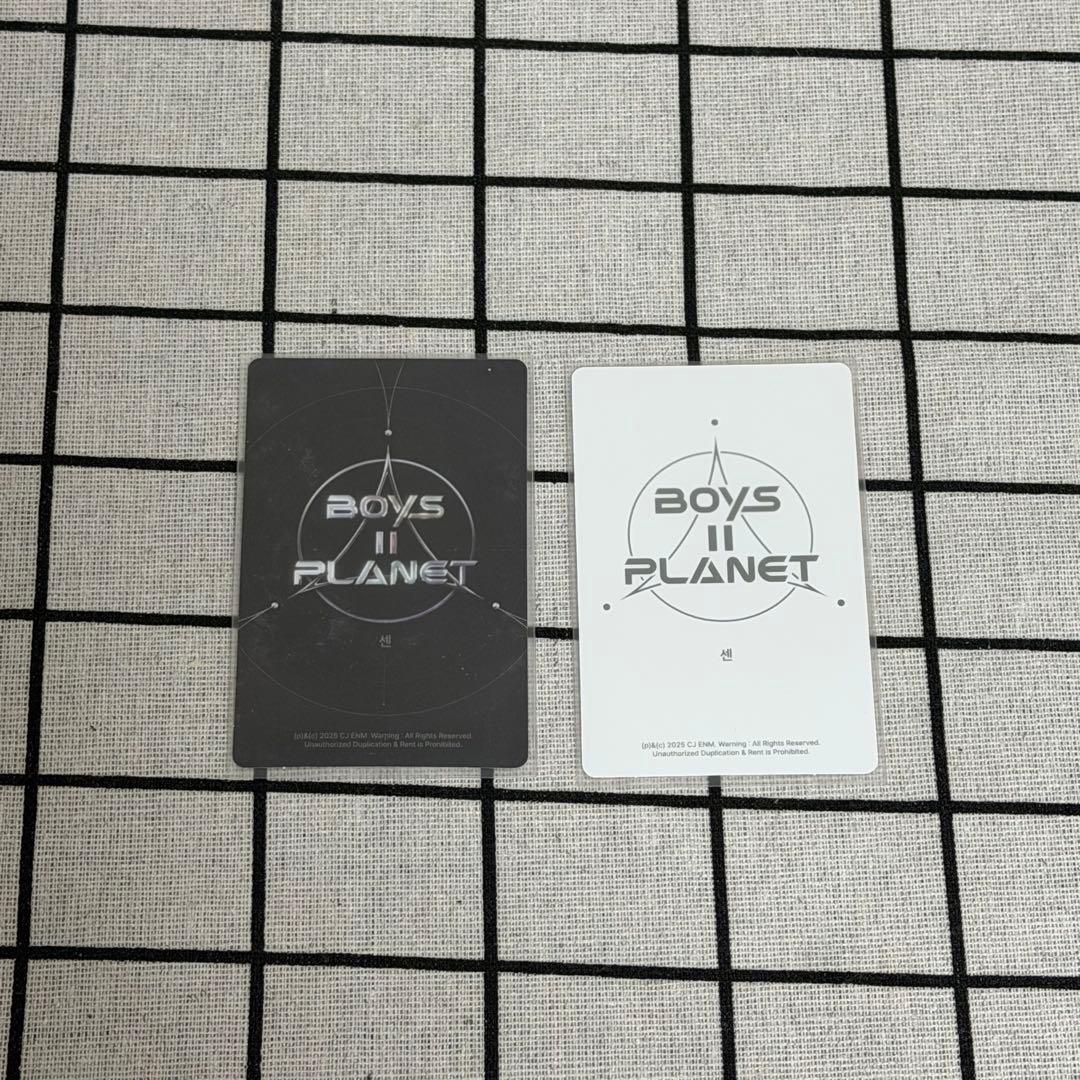 BOYS
II
PLANET
센
(p)&(c) 2025 CJ ENM. Warning : All Rights Reserved.
Unauthorized Duplication & Rent is Prohibited.
BOYS
II
PLANET
센
(p)&(c) 2025 CJ ENM. Warning : All Rights Reserved.
Unauthorized Duplication & Rent is Prohibited.